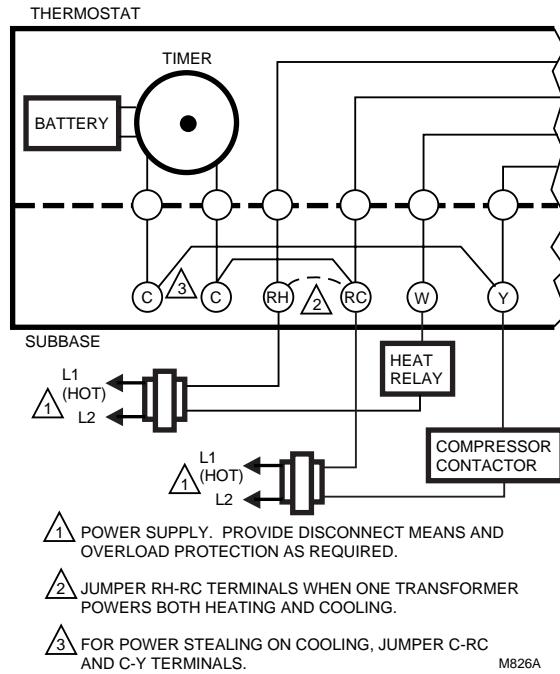 THERMOSTAT
TIMER
BATTERY
3
2
C
C
RH
RC
W
Y
SUBBASE
HEAT
RELAY
L1
(HOT)
1
L2
COMPRESSOR
CONTACTOR
L1
(HOT)
1
L2
1 POWER SUPPLY. PROVIDE DISCONNECT MEANS AND
OVERLOAD PROTECTION AS REQUIRED.
2 JUMPER RH-RC TERMINALS WHEN ONE TRANSFORMER
POWERS BOTH HEATING AND COOLING.
3 FOR POWER STEALING ON COOLING, JUMPER C-RC
AND C-Y TERMINALS.
M826A